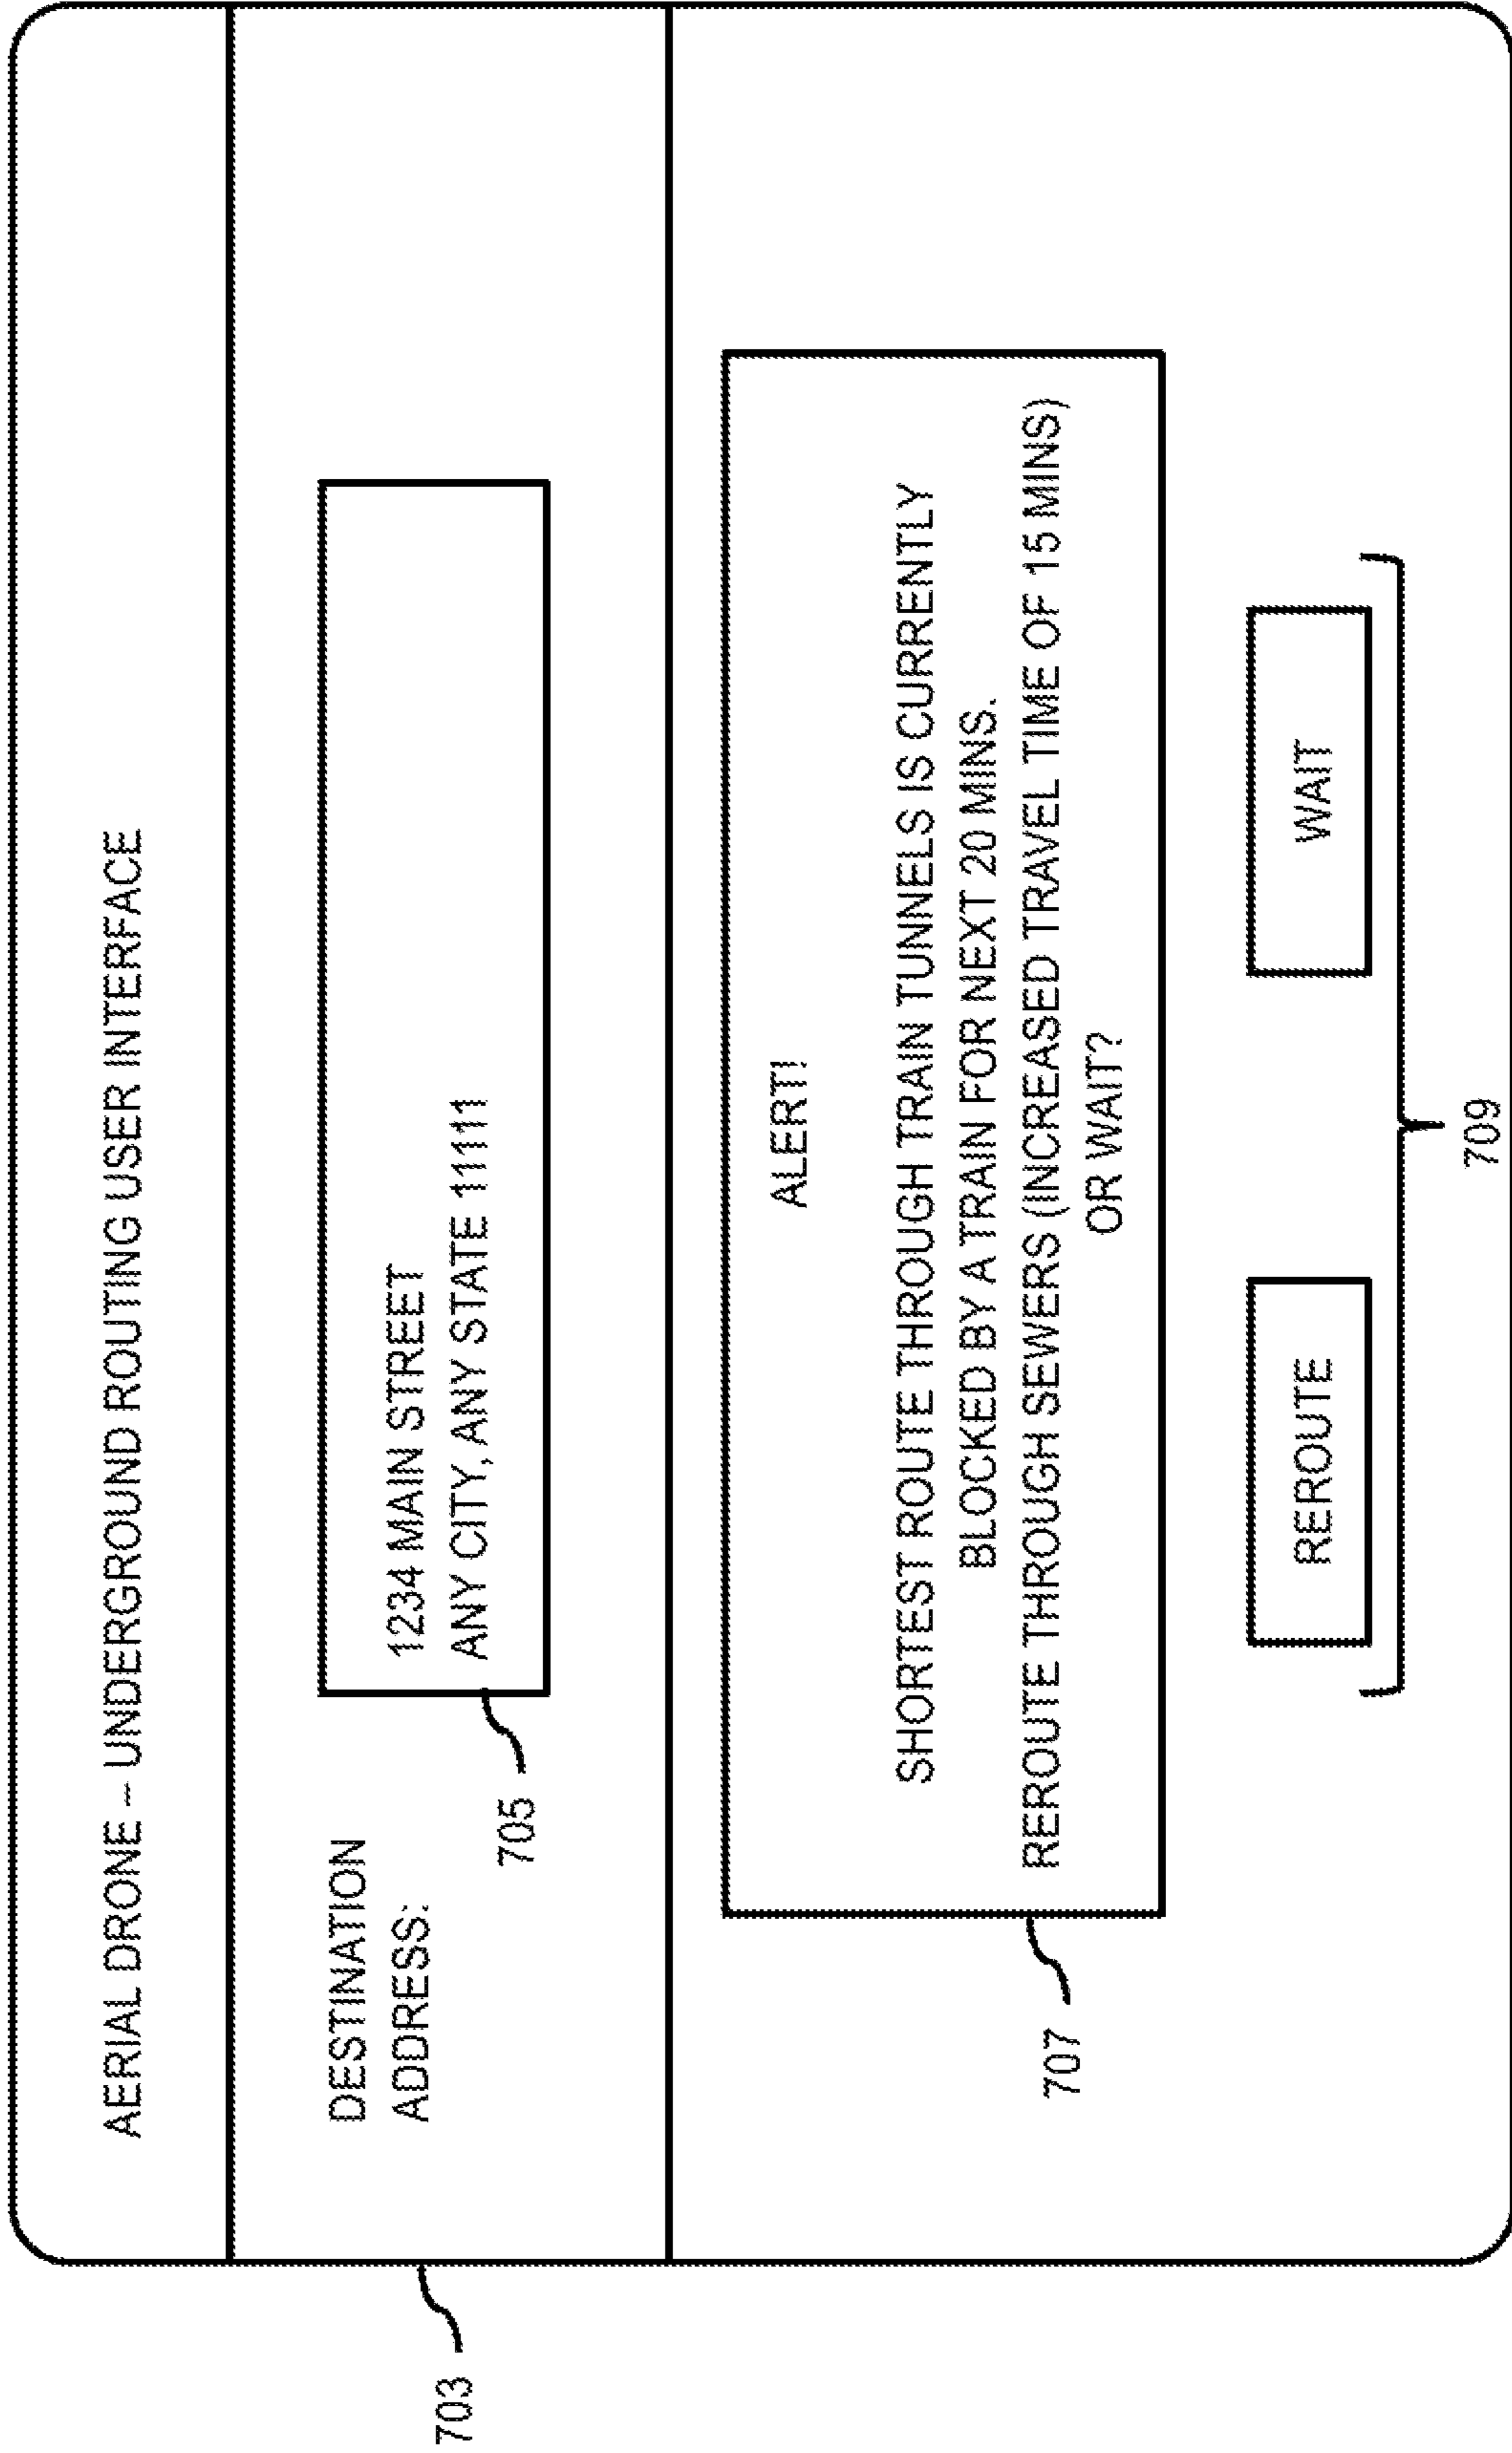 AERIAL DRONE – UNDERGROUND ROUTING USER INTERFACE
703
DESTINATION
ADDRESS:
705
1234 MAIN STREET
ANY CITY, ANY STATE 11111
707
ALERT!
SHORTEST ROUTE THROUGH TRAIN TUNNELS IS CURRENTLY
BLOCKED BY A TRAIN FOR NEXT 20 MINS.
REROUTE THROUGH SEWERS (INCREASED TRAVEL TIME OF 15 MINS)
OR WAIT?
REROUTE
WAIT
709